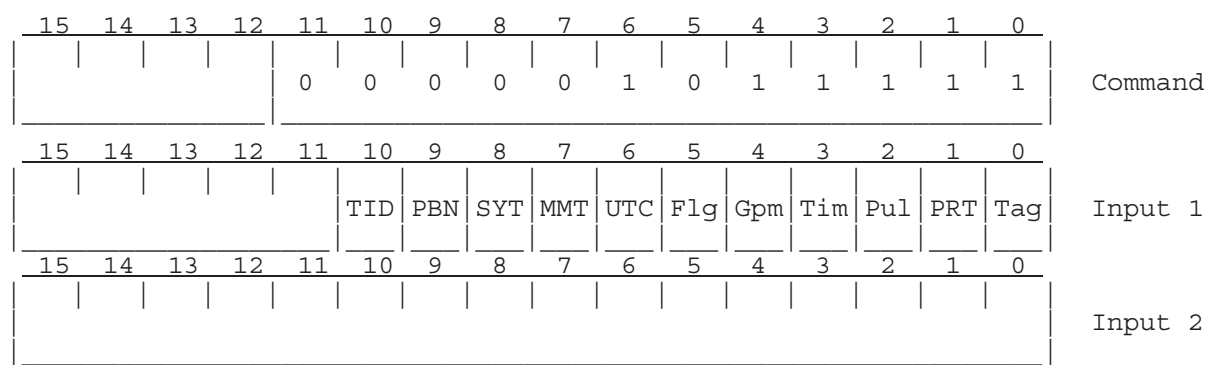 15 14 13 12 11 10 9 8 7 6 5 4 3 2 1 0
0 0 0 0 0 1 0 1 1 1 1 1 Command
15 14 13 12 11 10 9 8 7 6 5 4 3 2 1 0
TID PBN SYT MMT UTC Flg Gpm Tim Pul PRT Tag Input 1
15 14 13 12 11 10 9 8 7 6 5 4 3 2 1 0
Input 2